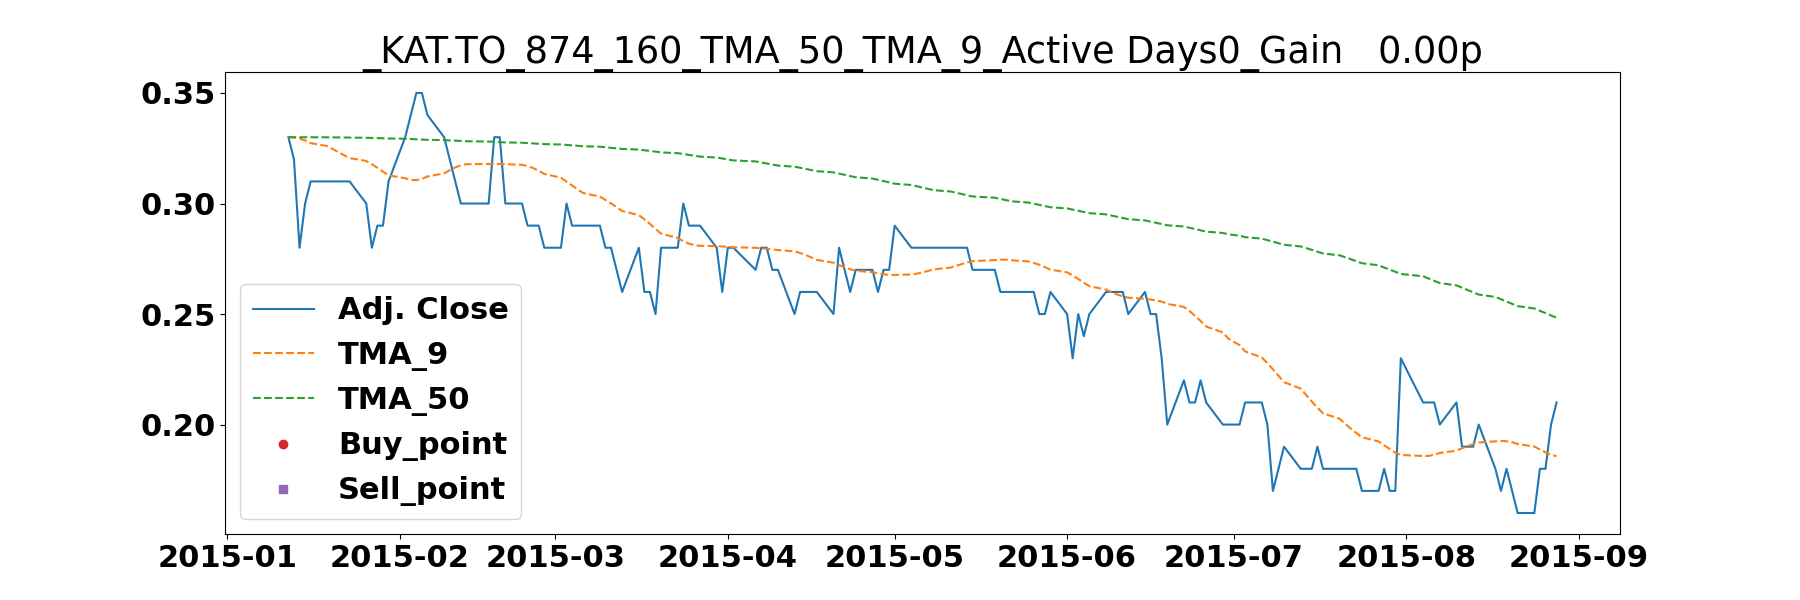 _KAT.TO_874_160_TMA_50_TMA_9_Active Days0_Gain   0.00p
0.35
0.30
0.25
0.20
Adj. Close
TMA_9
TMA_50
Buy_point
Sell_point
2015-01 2015-02 2015-03 2015-04 2015-05 2015-06 2015-07 2015-08 2015-09